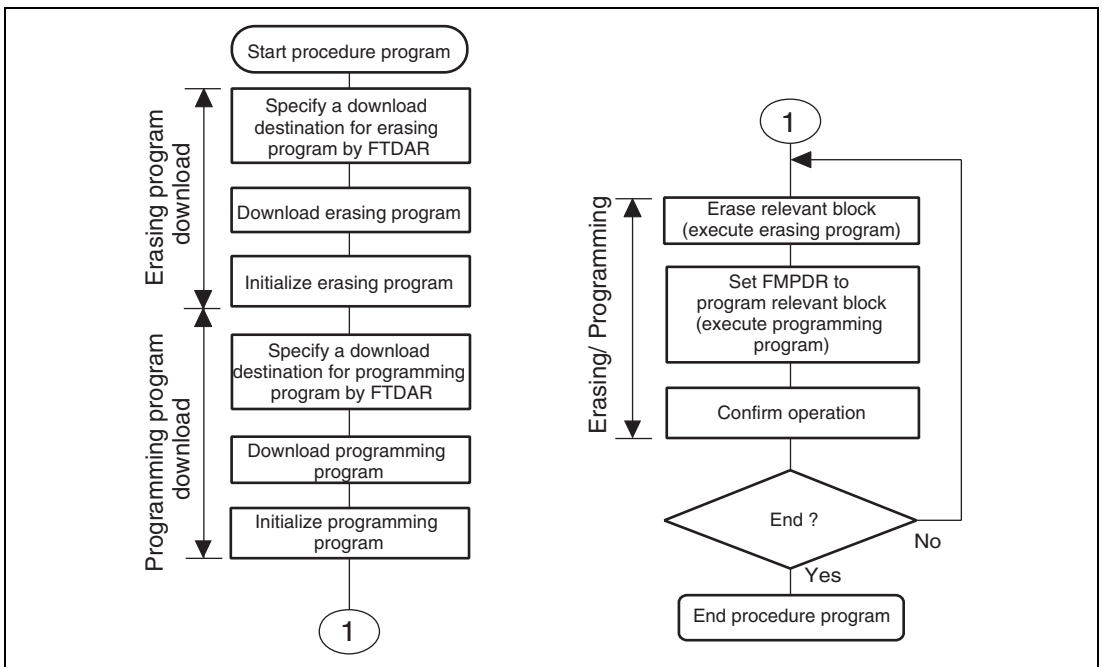 Start procedure program
Erasing program
download
Specify a download
destination for erasing
program by FTDAR
Download erasing program
Initialize erasing program
Programming program
download
Specify a download
destination for programming
program by FTDAR
Download programming
program
Initialize programming
program
1
1
Erasing/ Programming
Erase relevant block
(execute erasing program)
Set FMPDR to
program relevant block
(execute programming
program)
Confirm operation
End ?
No
Yes
End procedure program